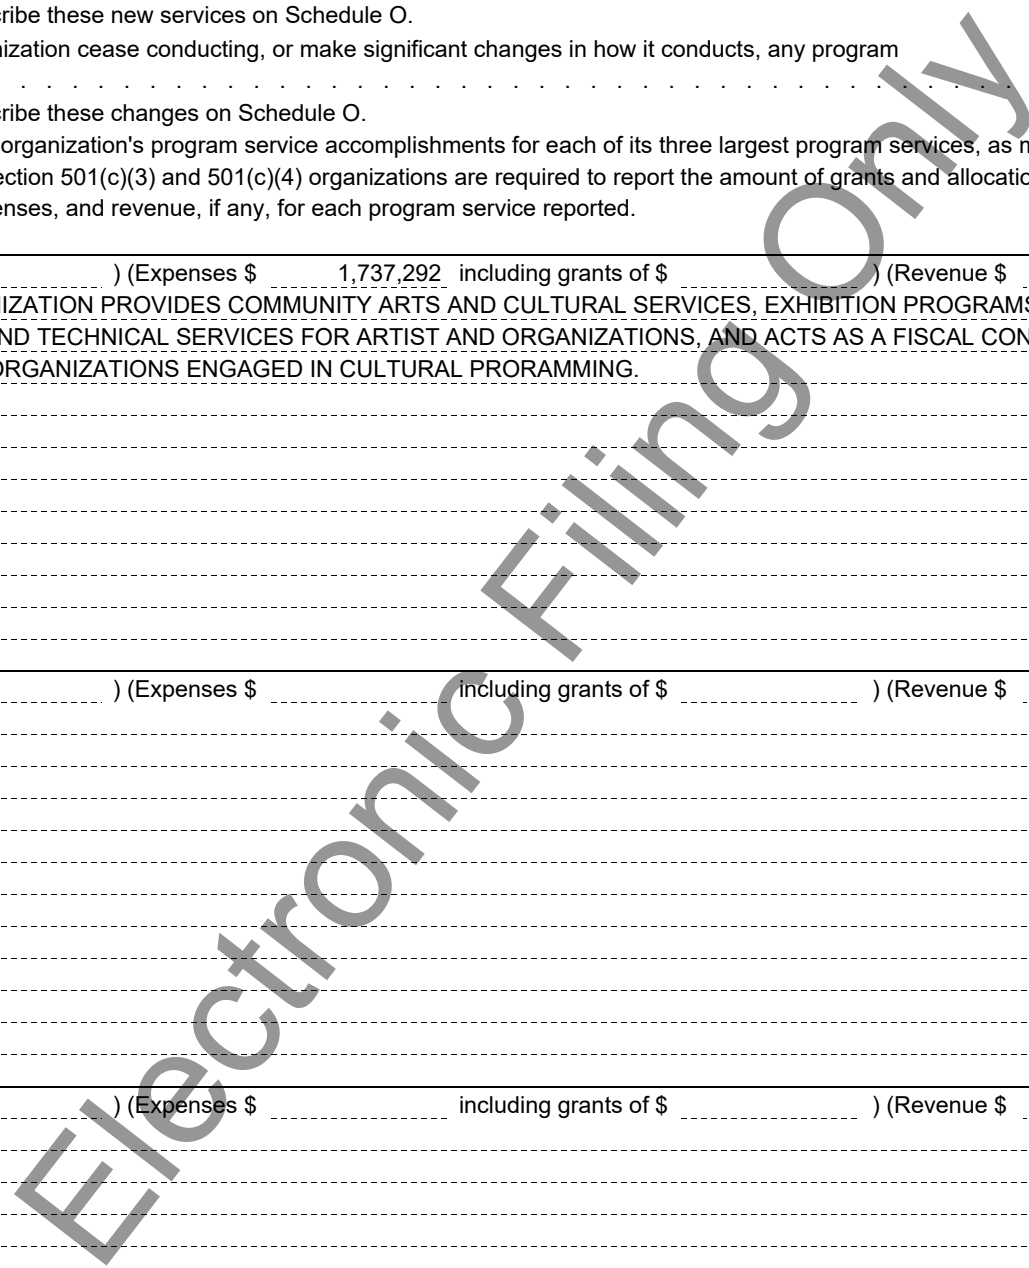 cribe these new services on Schedule O.
nization cease conducting, or make significant changes in how it conducts, any program
. . . . . . . . . . . . . . . . . . . . . . . . . . . . . . . . . . . . . . .
cribe these changes on Schedule O.
organization's program service accomplishments for each of its three largest program services, as m
ection 501(c)(3) and 501(c)(4) organizations are required to report the amount of grants and allocatio
enses, and revenue, if any, for each program service reported.
) (Expenses $ 1,737,292 including grants of $ ) (Revenue $
NIZATION PROVIDES COMMUNITY ARTS AND CULTURAL SERVICES, EXHIBITION PROGRAMS
ND TECHNICAL SERVICES FOR ARTIST AND ORGANIZATIONS, AND ACTS AS A FISCAL CON
ORGANIZATIONS ENGAGED IN CULTURAL PRORAMMING.
) (Expenses $ including grants of $ ) (Revenue $
) (Expenses $ including grants of $ ) (Revenue $
Electronic Filing Only